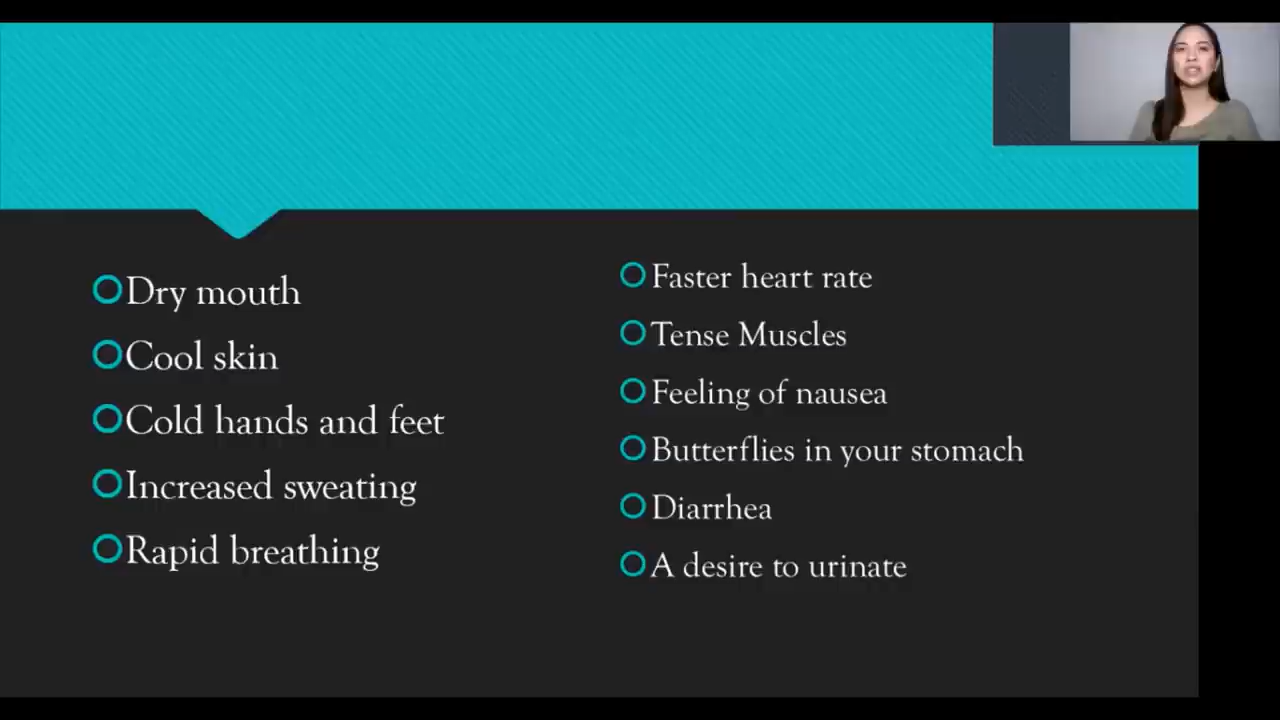 Dry mouth
Cool skin
Cold hands and feet
Increased sweating
Rapid breathing
Faster heart rate
Tense Muscles
Feeling of nausea
Butterflies in your stomach
Diarrhea
A desire to urinate